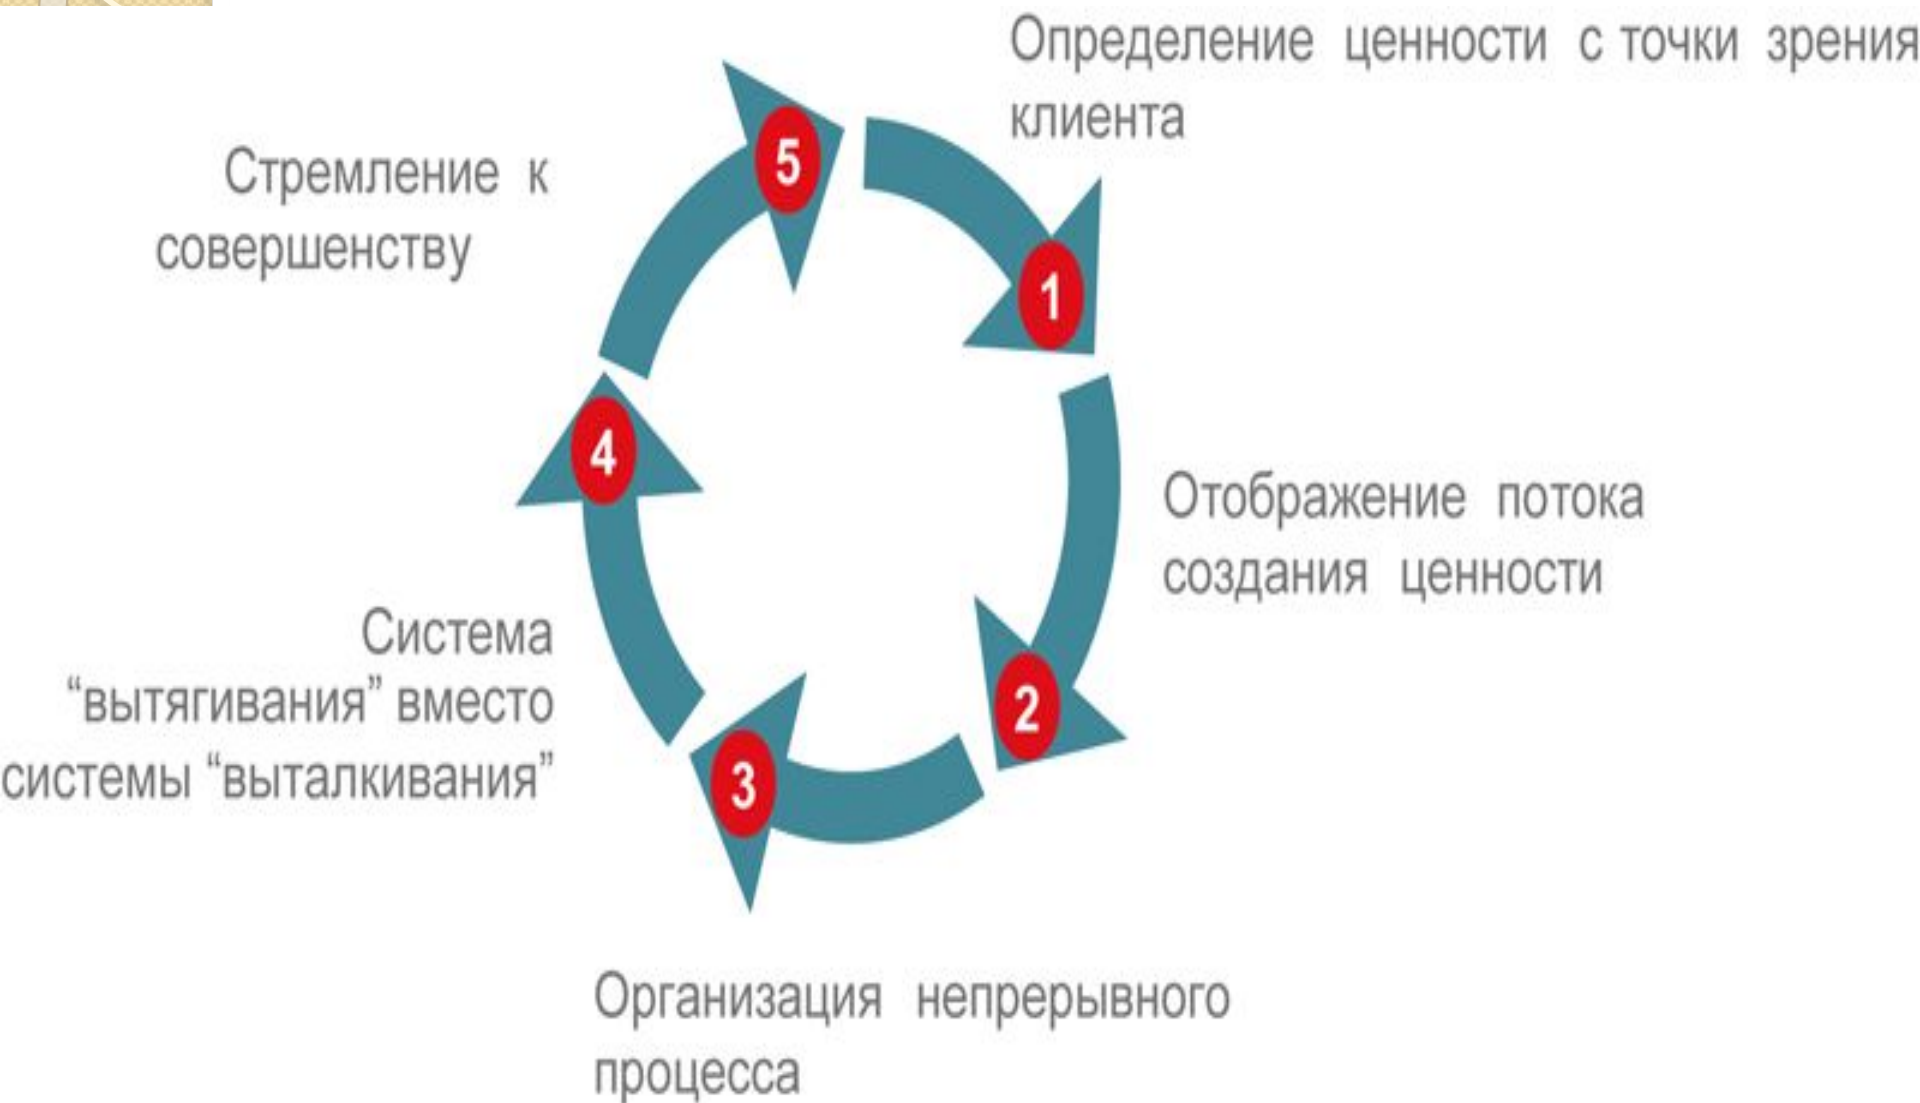 Определение ценности с точки зрения
клиента
1
Отображение потока
создания ценности
2
Организация непрерывного
процесса
3
Система
“вытягивания” вместо
системы “выталкивания”
4
Стремление к
совершенству
5